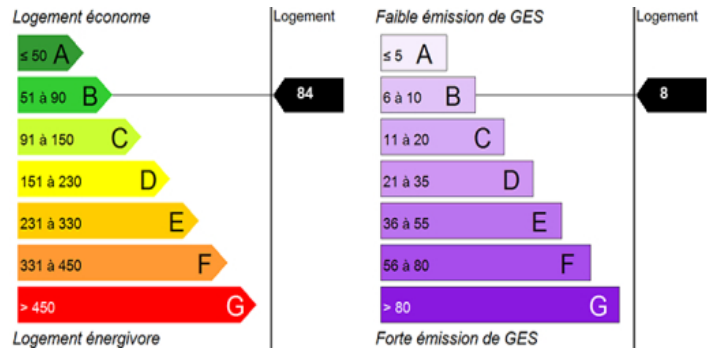 Logement économe
Logement
≤ 50 A
51 à 90 B
84
91 à 150 C
151 à 230 D
231 à 330 E
331 à 450 F
> 450 G
Logement énergivore
Faible émission de GES
Logement
≤ 5 A
6 à 10 B
8
11 à 20 C
21 à 35 D
36 à 55 E
56 à 80 F
> 80 G
Forte émission de GES